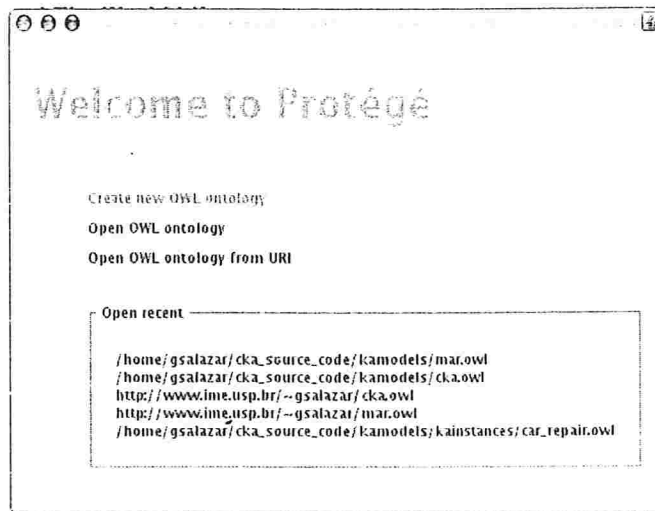 Welcome to Protégé
Create new OWL ontology
Open OWL ontology
Open OWL ontology from URI
Open recent
/home/gsalazar/cka_source_code/kamodels/mar.owl
/home/gsalazar/cka_source_code/kamodels/cka.owl
http://www.ime.usp.br/~gsalazar/cka.owl
http://www.ime.usp.br/~gsalazar/mar.owl
/home/gsalazar/cka_source_code/kamodels/kainstances/car_repair.owl